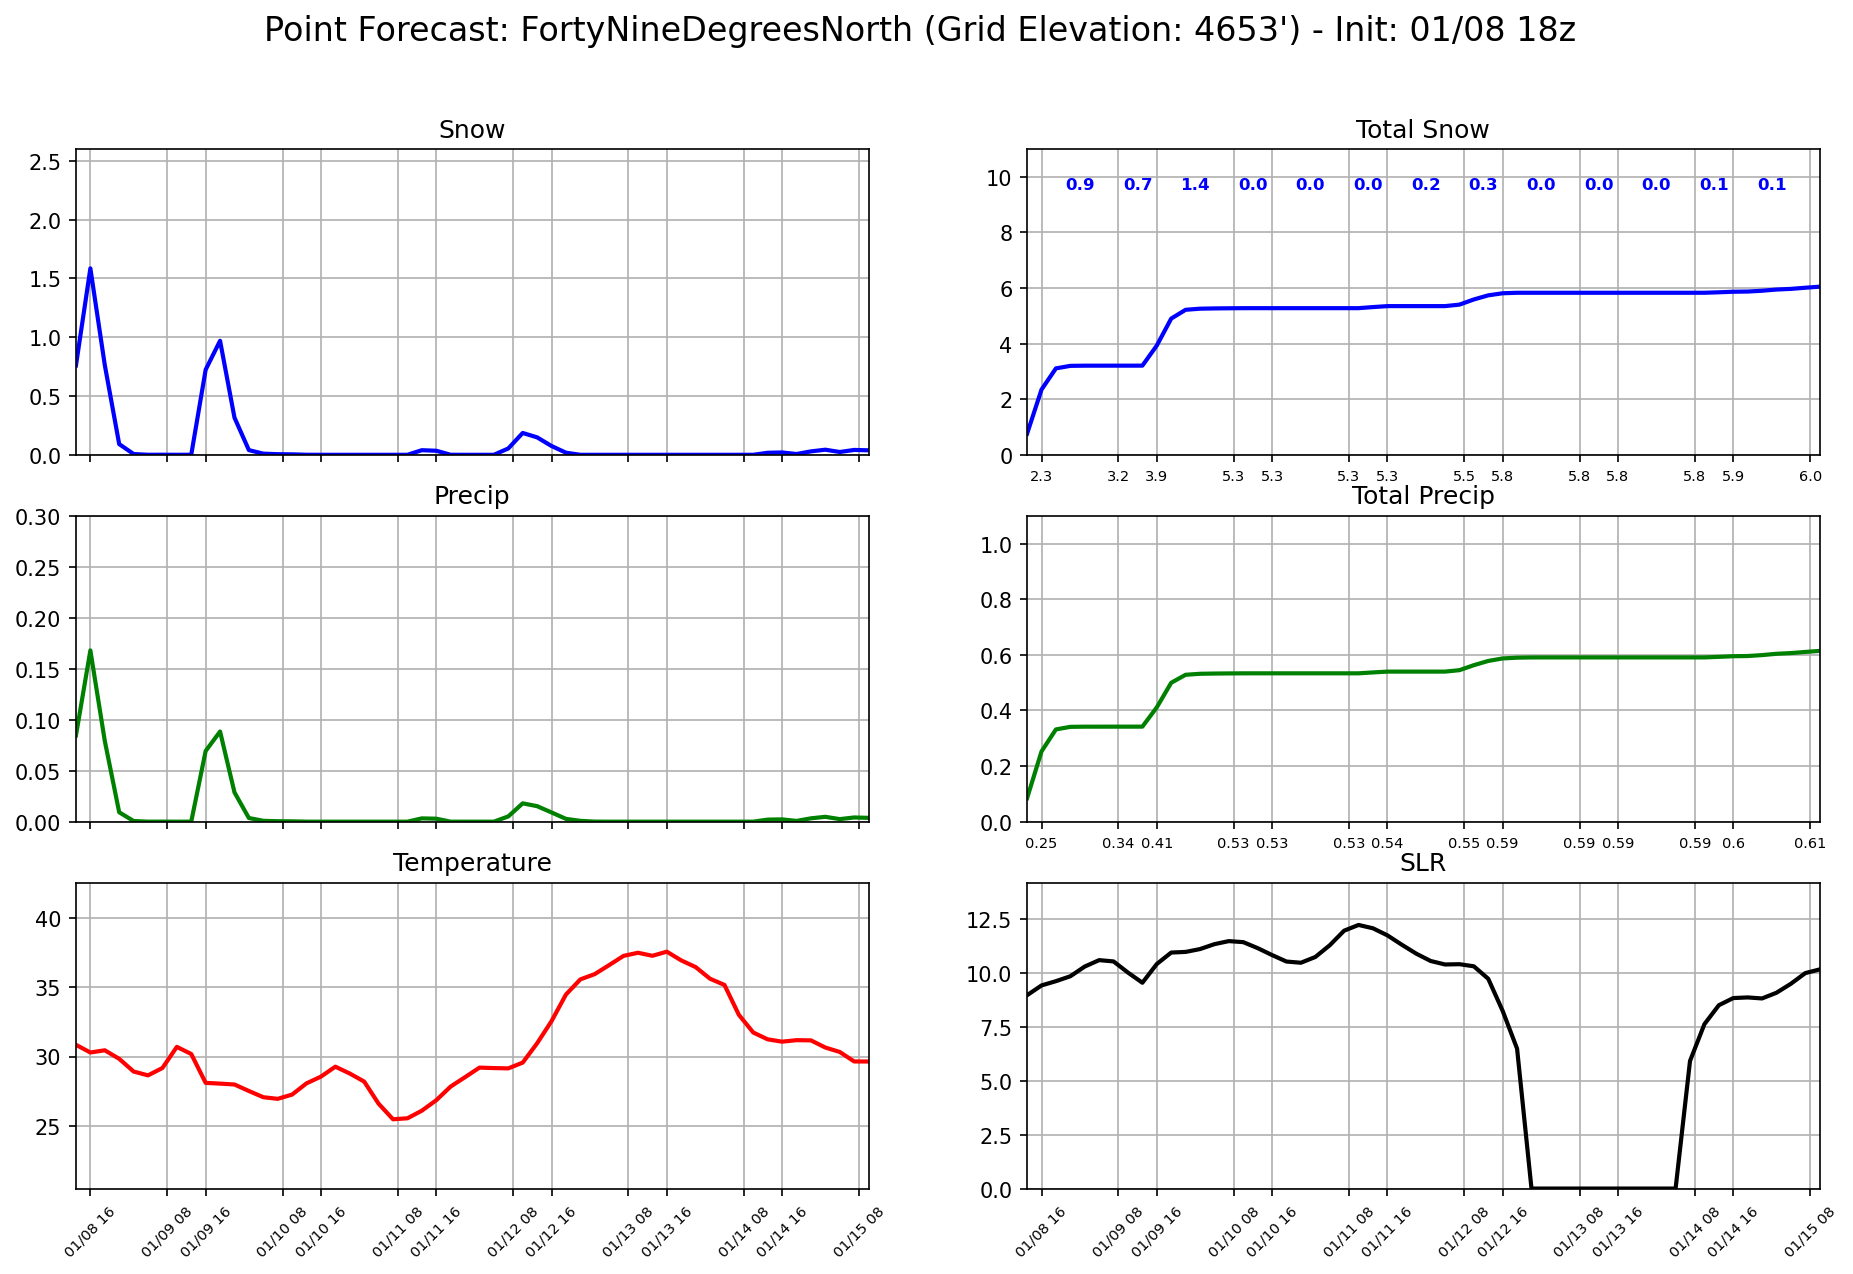 Point Forecast: FortyNineDegreesNorth (Grid Elevation: 4653') - Init: 01/08 18z
Snow
2.5
2.0
1.5
1.0
0.5
0.0
Total Snow
10
8
6
4
2
0
0.9 0.7 1.4 0.0 0.0 0.0 0.2 0.3 0.0 0.0 0.0 0.1 0.1
2.3 3.2 3.9 5.3 5.3 5.3 5.3 5.5 5.8 5.8 5.8 5.8 5.9 6.0
Precip
0.30
0.25
0.20
0.15
0.10
0.05
0.00
Total Precip
1.0
0.8
0.6
0.4
0.2
0.0
0.25 0.34 0.41 0.53 0.53 0.53 0.54 0.55 0.59 0.59 0.59 0.59 0.6 0.61
Temperature
40
35
30
25
01/08 16 01/09 08 01/09 16 01/10 08 01/10 16 01/11 08 01/11 16 01/12 08 01/12 16 01/13 08 01/13 16 01/14 08 01/14 16 01/15 08
SLR
12.5
10.0
7.5
5.0
2.5
0.0
01/08 16 01/09 08 01/09 16 01/10 08 01/10 16 01/11 08 01/11 16 01/12 08 01/12 16 01/13 08 01/13 16 01/14 08 01/14 16 01/15 08